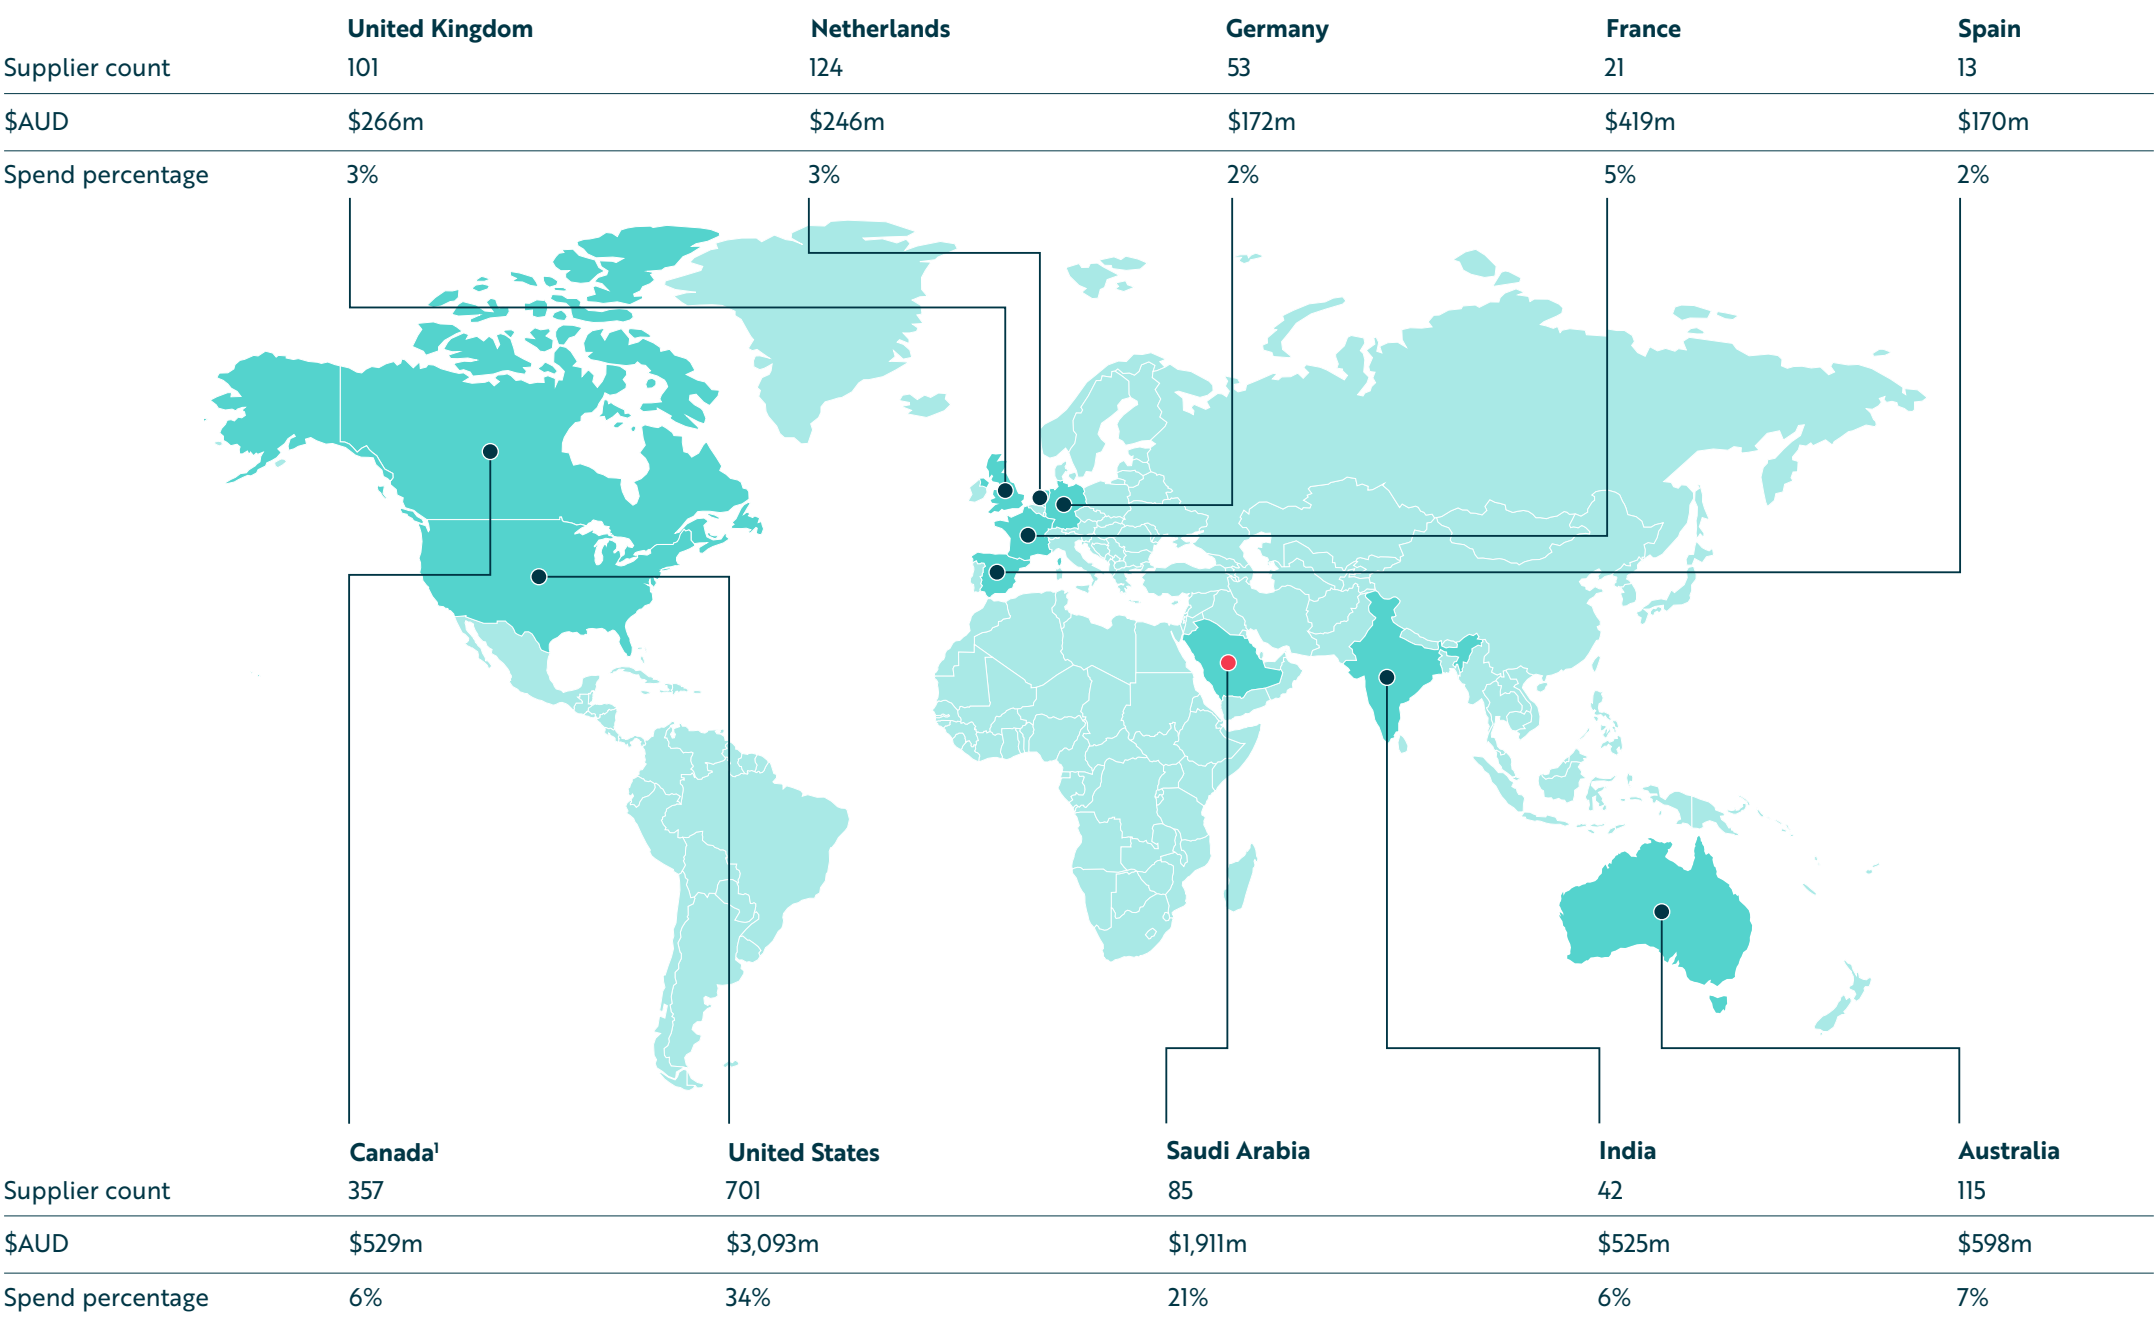 United Kingdom Netherlands Germany France Spain
Supplier count 101 124 53 21 13
$AUD $266m $246m $172m $419m $170m
Spend percentage 3% 3% 2% 5% 2%
Canada¹ United States Saudi Arabia India Australia
Supplier count 357 701 85 42 115
$AUD $529m $3,093m $1,911m $525m $598m
Spend percentage 6% 34% 21% 6% 7%